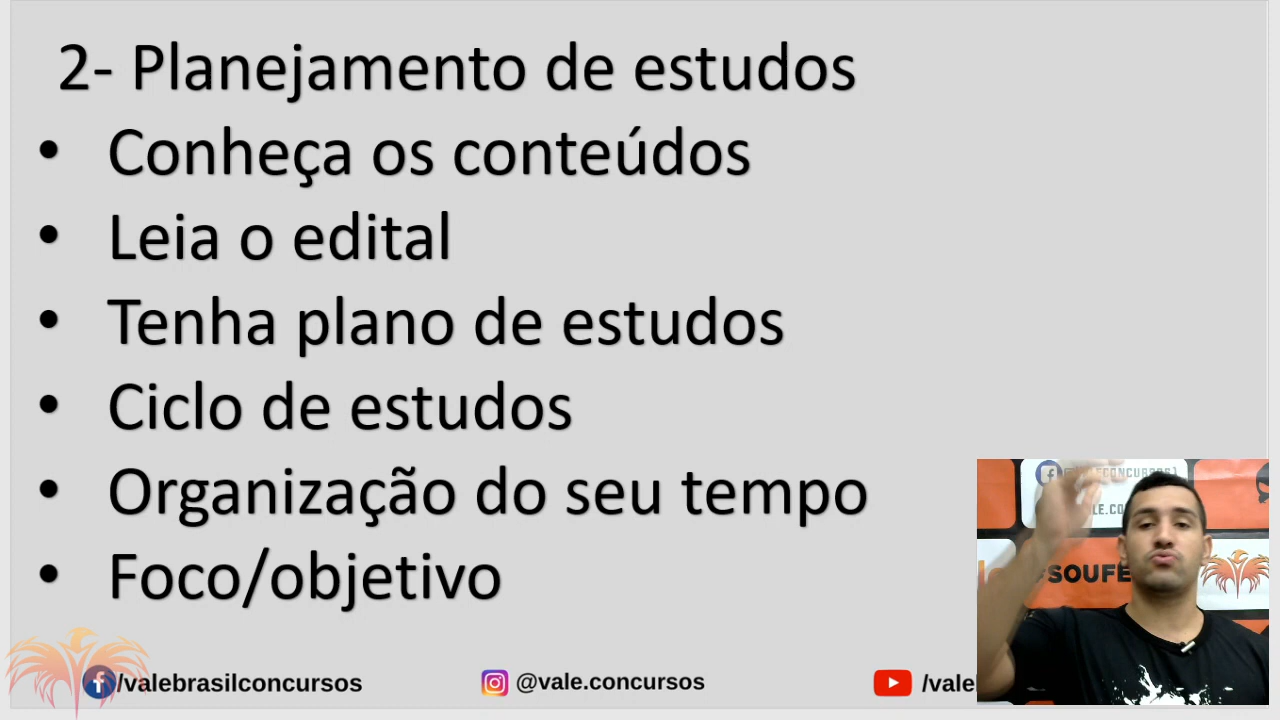 2- Planejamento de estudos
• Conheça os conteúdos
• Leia o edital
• Tenha plano de estudos
• Ciclo de estudos
• Organização do seu tempo
• Foco/objetivo
#SOUFE
/valebrasilconcursos
@vale.concursos
/vale